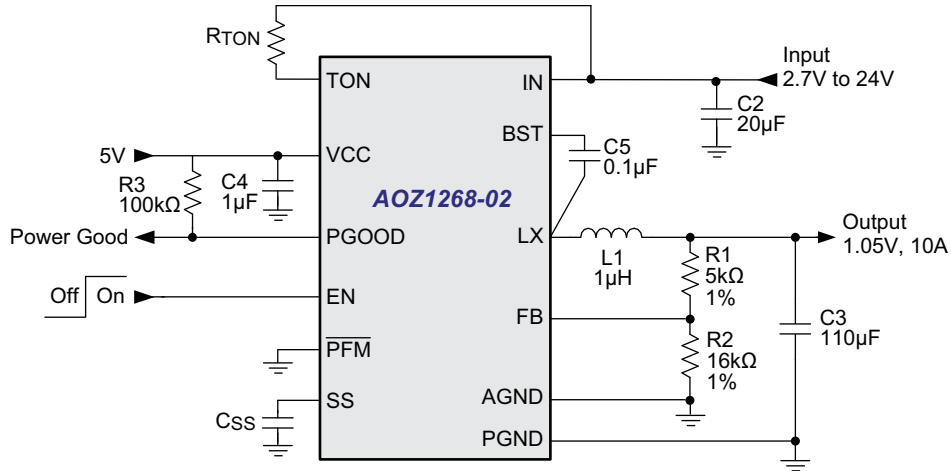 RTON
TON
IN
Input
2.7V to 24V
C2
20µF
BST
C5
0.1µF
5V
VCC
R3
100kΩ
C4
1µF
AOZ1268-02
Power Good
PGOOD
LX
L1
1µH
Output
1.05V, 10A
R1
5kΩ
1%
Off On
EN
FB
C3
110µF
R2
16kΩ
1%
PFM
SS
CSS
AGND
PGND